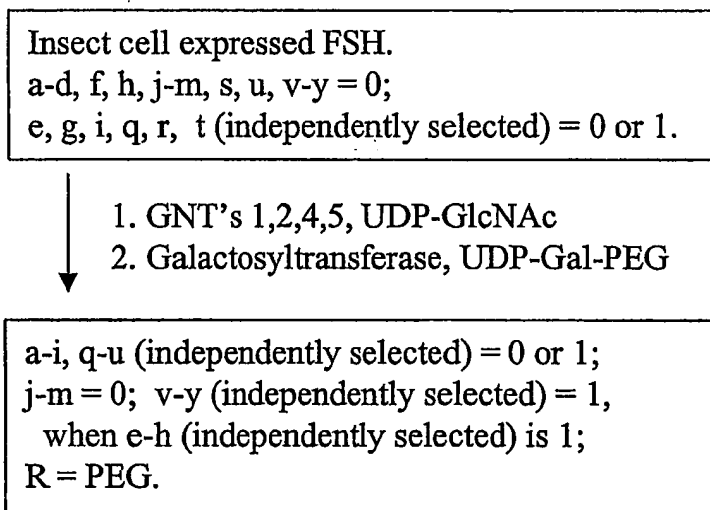 Insect cell expressed FSH.
a-d, f, h, j-m, s, u, v-y = 0;
e, g, i, q, r, t (independently selected) = 0 or 1.
1. GNT's 1,2,4,5, UDP-GlcNAc
2. Galactosyltransferase, UDP-Gal-PEG
a-i, q-u (independently selected) = 0 or 1;
j-m = 0; v-y (independently selected) = 1,
when e-h (independently selected) is 1;
R = PEG.